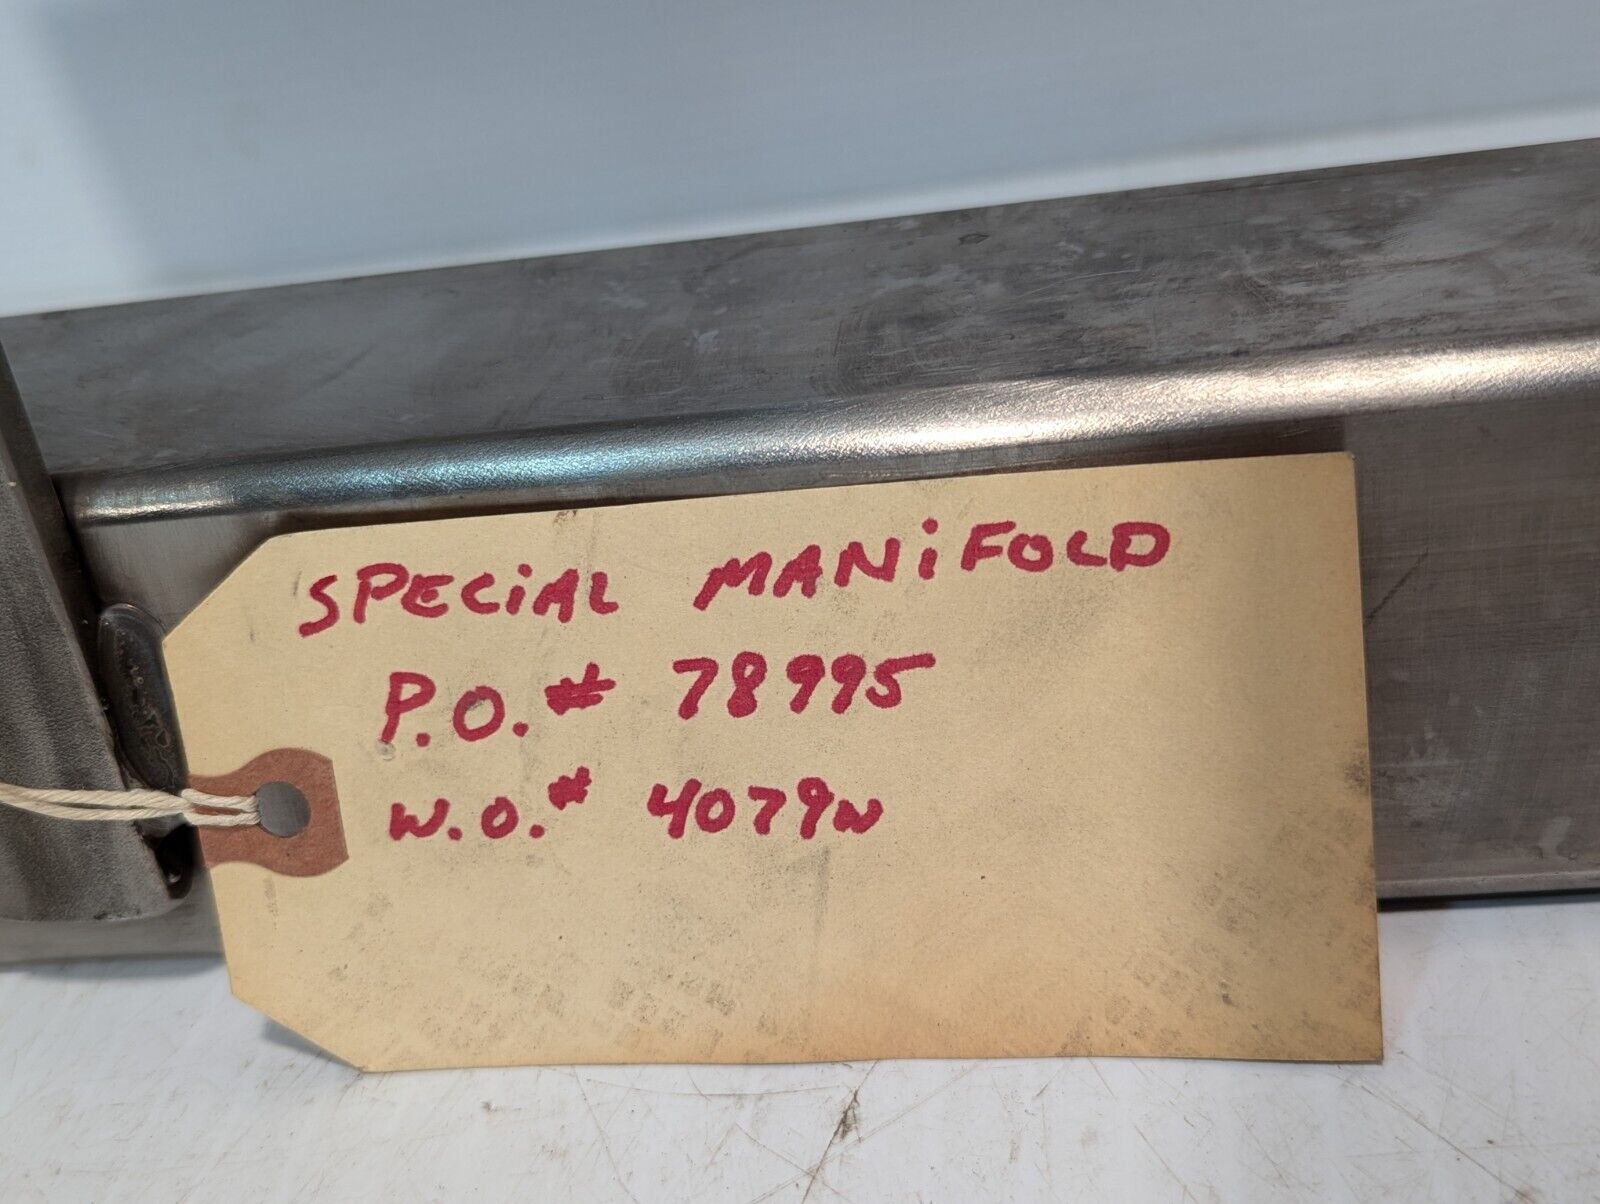 SPECiAL MANiFOLD
P.O.# 78995
W.O.# 4079N